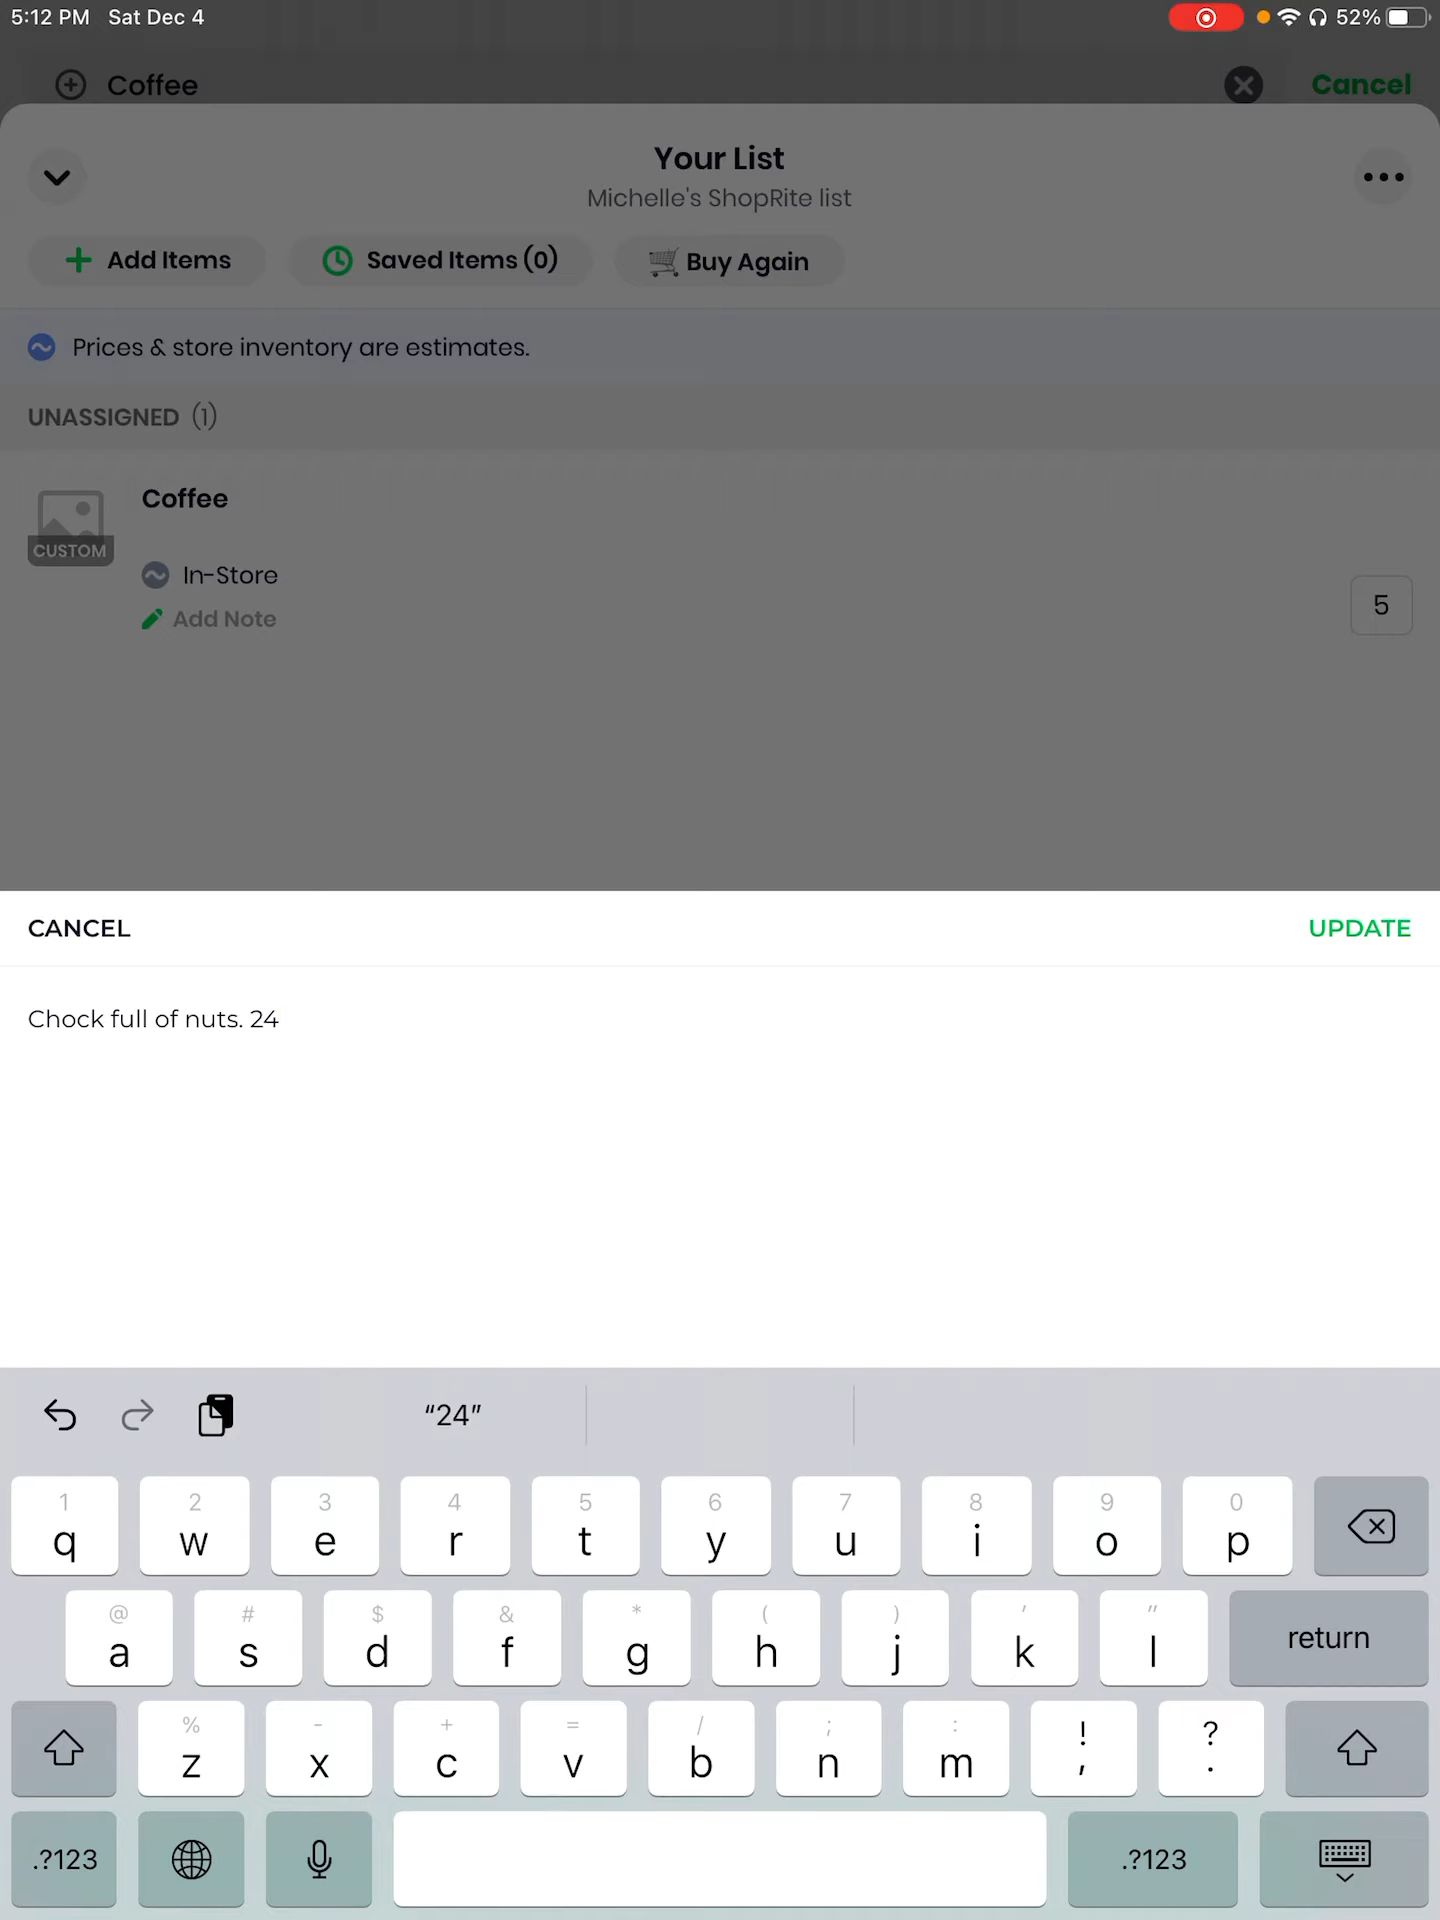 5:12 PM Sat Dec 4
52%
Coffee
Cancel
Your List
Michelle's ShopRite list
Add Items
Saved Items (0)
Buy Again
Prices & store inventory are estimates.
UNASSIGNED (1)
Coffee
CUSTOM
In-Store
Add Note
5
CANCEL
UPDATE
Chock full of nuts. 24
“24”
1 2 3 4 5 6 7 8 9 0
q w e r t y u i o p
@ # $ & * ( ) ' "
a s d f g h j k l return
% - + = / ; : ! ?
z x c v b n m , .
.?123 .?123